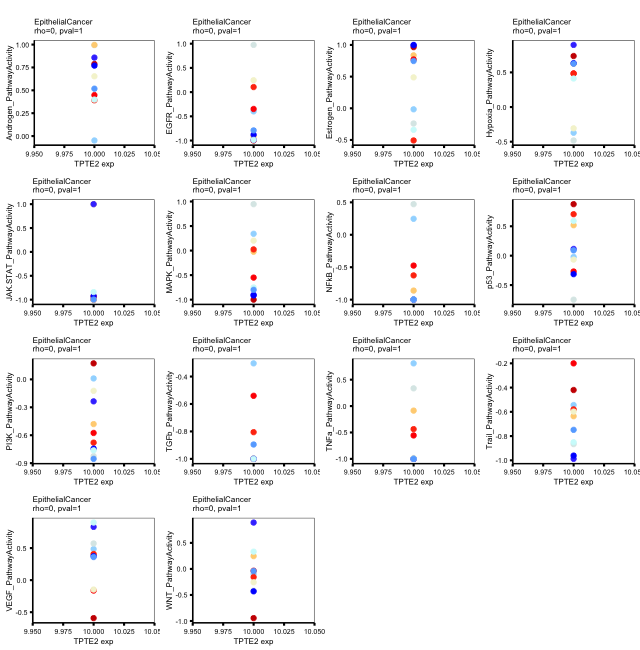 EpithelialCancer
rho=0, pval=1
Androgen_PathwayActivity
1.00
0.75
0.50
0.25
0.00
9.950 9.975 10.000 10.025 10.05
TPTE2 exp
EpithelialCancer
rho=0, pval=1
EGFR_PathwayActivity
1.0
0.5
0.0
-0.5
-1.0
9.950 9.975 10.000 10.025 10.05
TPTE2 exp
EpithelialCancer
rho=0, pval=1
Estrogen_PathwayActivity
1.0
0.5
0.0
-0.5
9.950 9.975 10.000 10.025 10.05
TPTE2 exp
EpithelialCancer
rho=0, pval=1
Hypoxia_PathwayActivity
0.5
0.0
-0.5
9.950 9.975 10.000 10.025 10.050
TPTE2 exp
EpithelialCancer
rho=0, pval=1
JAK-STAT_PathwayActivity
1.0
0.5
0.0
-0.5
-1.0
9.950 9.975 10.000 10.025 10.05
TPTE2 exp
EpithelialCancer
rho=0, pval=1
MAPK_PathwayActivity
1.0
0.5
0.0
-0.5
-1.0
9.950 9.975 10.000 10.025 10.05
TPTE2 exp
EpithelialCancer
rho=0, pval=1
NFkB_PathwayActivity
0.5
0.0
-0.5
-1.0
9.950 9.975 10.000 10.025 10.05
TPTE2 exp
EpithelialCancer
rho=0, pval=1
p53_PathwayActivity
0.5
0.0
-0.5
9.950 9.975 10.000 10.025 10.050
TPTE2 exp
EpithelialCancer
rho=0, pval=1
PI3K_PathwayActivity
0.0
-0.3
-0.6
-0.9
9.950 9.975 10.000 10.025 10.05
TPTE2 exp
EpithelialCancer
rho=0, pval=1
TGFb_PathwayActivity
-0.4
-0.6
-0.8
-1.0
9.950 9.975 10.000 10.025 10.05
TPTE2 exp
EpithelialCancer
rho=0, pval=1
TNFa_PathwayActivity
0.5
0.0
-0.5
-1.0
9.950 9.975 10.000 10.025 10.05
TPTE2 exp
EpithelialCancer
rho=0, pval=1
Trail_PathwayActivity
-0.2
-0.4
-0.6
-0.8
-1.0
9.950 9.975 10.000 10.025 10.050
TPTE2 exp
EpithelialCancer
rho=0, pval=1
VEGF_PathwayActivity
0.5
0.0
-0.5
9.950 9.975 10.000 10.025 10.05
TPTE2 exp
EpithelialCancer
rho=0, pval=1
WNT_PathwayActivity
0.5
0.0
-0.5
-1.0
9.950 9.975 10.000 10.025 10.050
TPTE2 exp